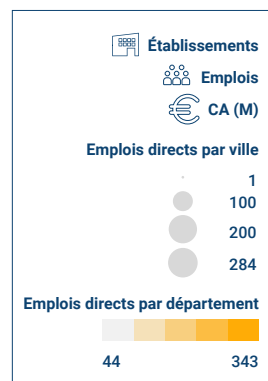 Établissements
Emplois
CA (M)
Emplois directs par ville
1
100
200
284
Emplois directs par département
44 343